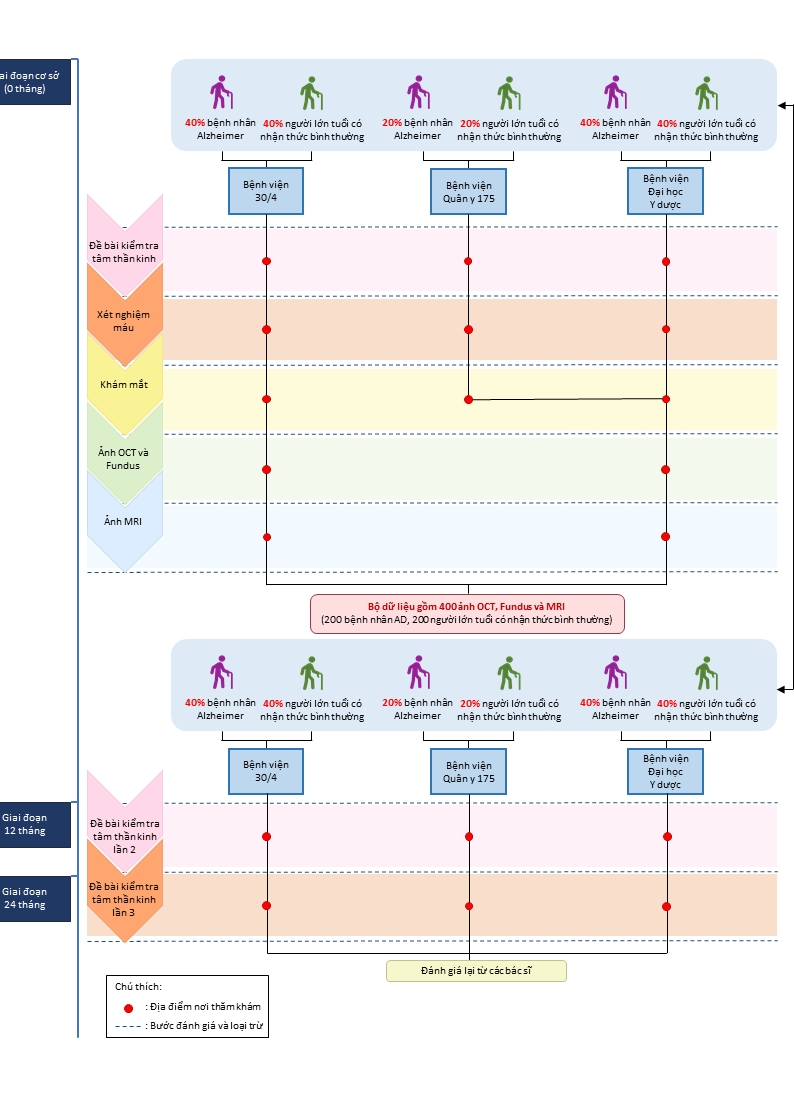 ai đoạn cơ sở
(0 tháng)
40% bệnh nhân
Alzheimer
40% người lớn tuổi có
nhận thức bình thường
20% bệnh nhân
Alzheimer
20% người lớn tuổi có
nhận thức bình thường
40% bệnh nhân
Alzheimer
40% người lớn tuổi có
nhận thức bình thường
Bệnh viện
30/4
Bệnh viện
Quân y 175
Bệnh viện
Đại học
Y dược
Đề bài kiểm tra
tâm thần kinh
Xét nghiệm
máu
Khám mắt
Ảnh OCT và
Fundus
Ảnh MRI
Bộ dữ liệu gồm 400 ảnh OCT, Fundus và MRI
(200 bệnh nhân AD, 200 người lớn tuổi có nhận thức bình thường)
40% bệnh nhân
Alzheimer
40% người lớn tuổi có
nhận thức bình thường
20% bệnh nhân
Alzheimer
20% người lớn tuổi có
nhận thức bình thường
40% bệnh nhân
Alzheimer
40% người lớn tuổi có
nhận thức bình thường
Bệnh viện
30/4
Bệnh viện
Quân y 175
Bệnh viện
Đại học
Y dược
Giai đoạn
12 tháng
Đề bài kiểm tra
tâm thần kinh
lần 2
Giai đoạn
24 tháng
Đề bài kiểm tra
tâm thần kinh
lần 3
Đánh giá lại từ các bác sĩ
Chú thích:
: Địa điểm nơi thăm khám
: Bước đánh giá và loại trừ